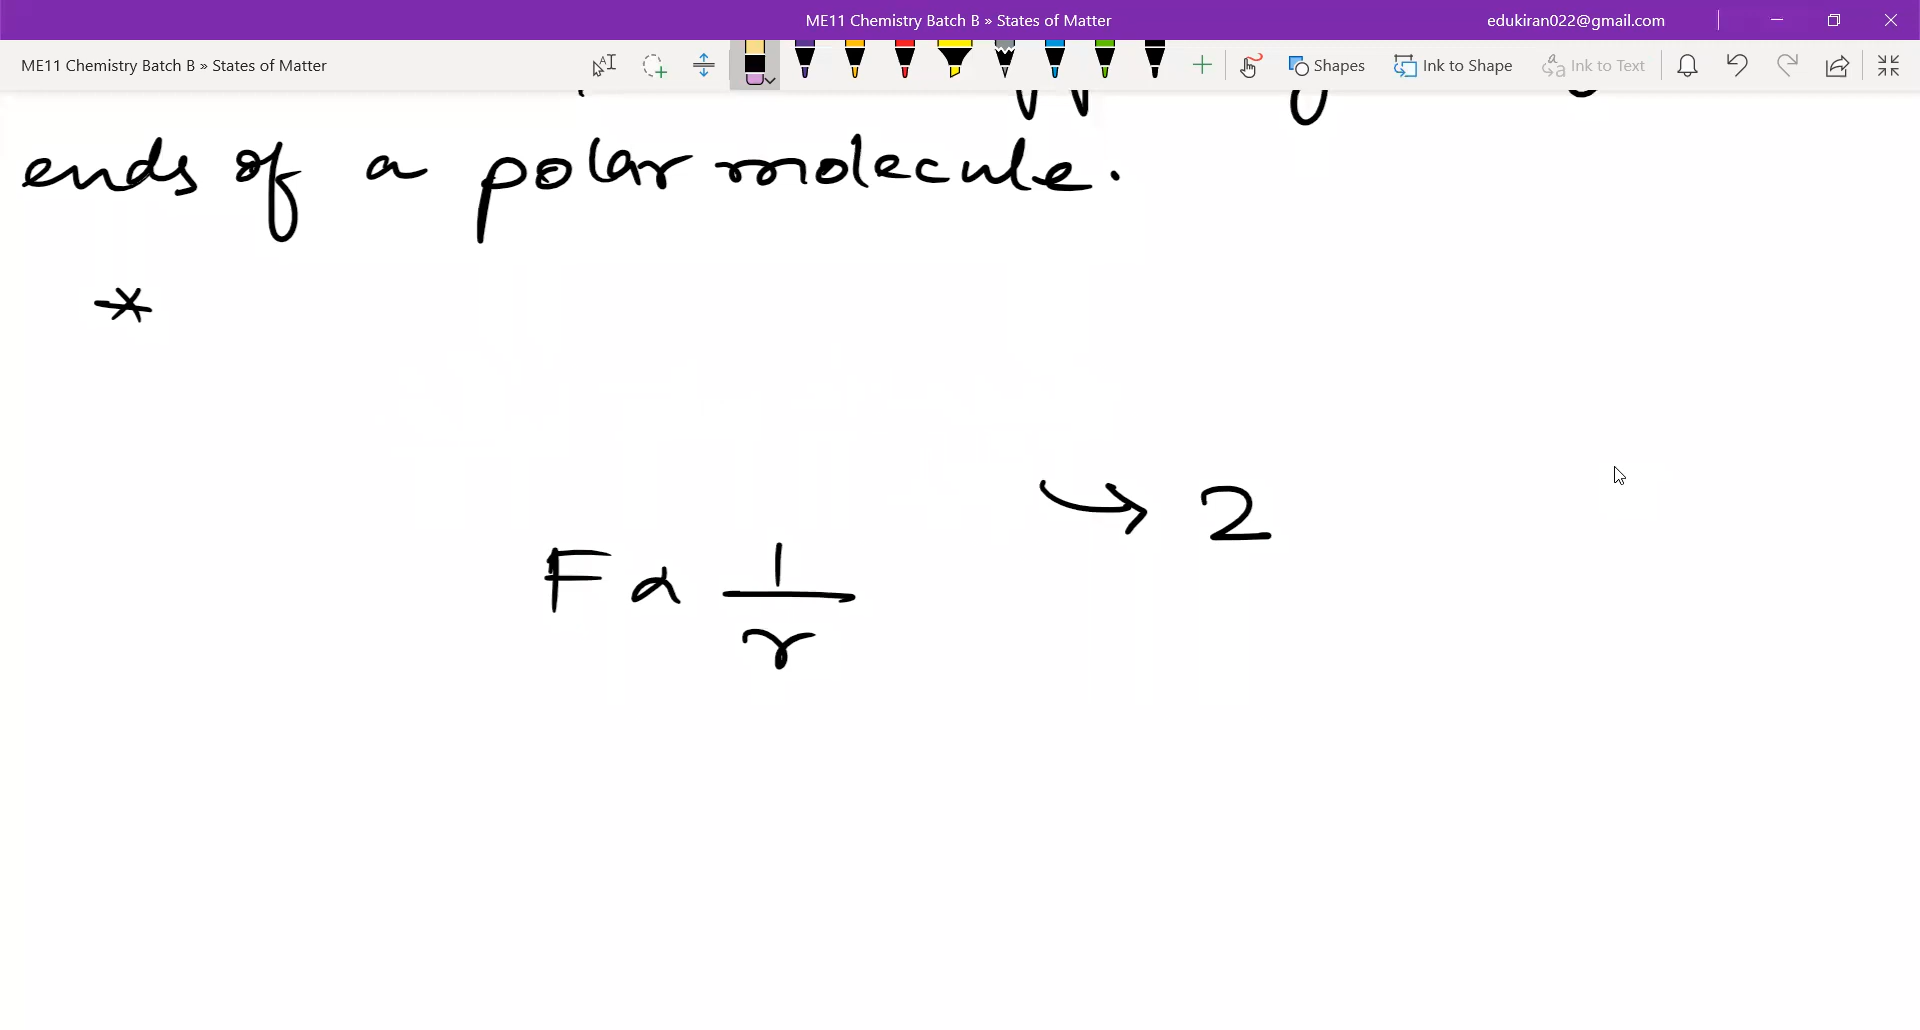 ME11 Chemistry Batch B » States of Matter
edukiran022@gmail.com
ME11 Chemistry Batch B » States of Matter
Shapes
Ink to Shape
Ink to Text
ends of a polar molecule.
*
→ 2
F α 1/r